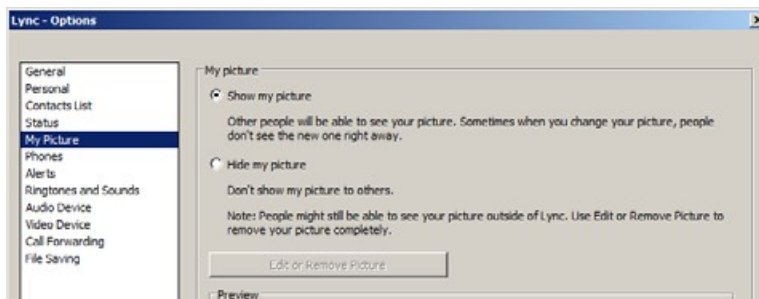 Lync - Options
General
Personal
Contacts List
Status
My Picture
Phones
Alerts
Ringtones and Sounds
Audio Device
Video Device
Call Forwarding
File Saving
My picture
Show my picture
Other people will be able to see your picture. Sometimes when you change your picture, people
don't see the new one right away.
Hide my picture
Don't show my picture to others.
Note: People might still be able to see your picture outside of Lync. Use Edit or Remove Picture to
remove your picture completely.
Edit or Remove Picture
Preview